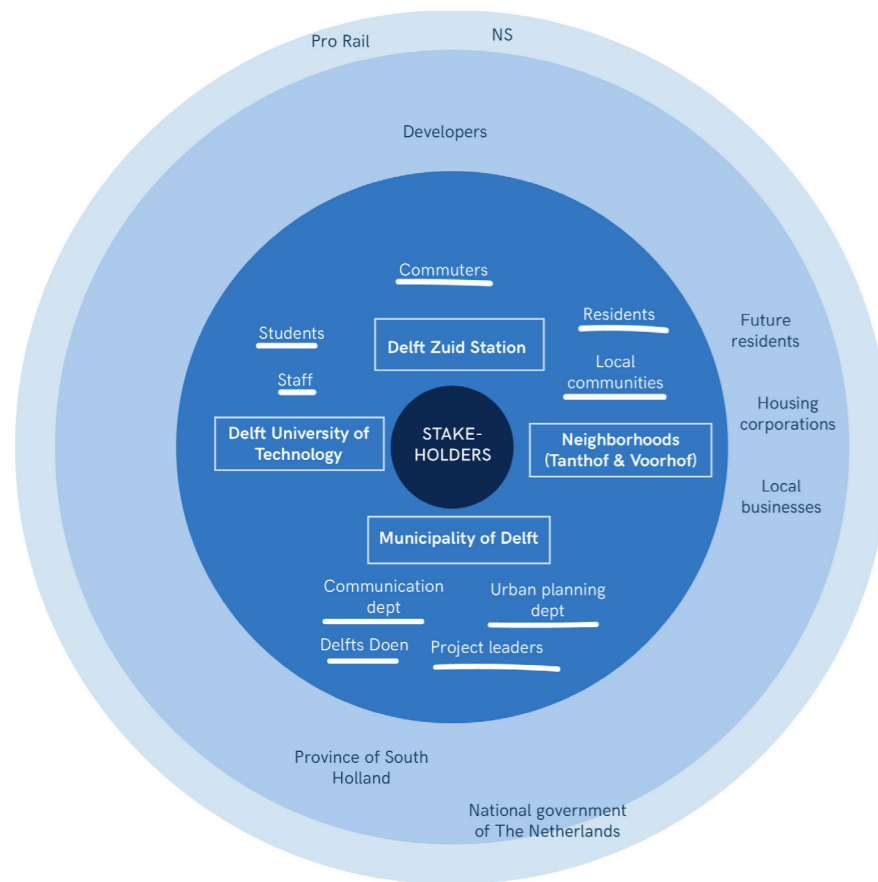 Pro Rail
NS
Developers
Commuters
Residents
Students
Delft Zuid Station
Future
residents
Local
communities
Staff
Housing
corporations
Delft University of
Technology
STAKE-
HOLDERS
Neighborhoods
(Tanthof & Voorhof)
Local
businesses
Municipality of Delft
Communication
dept
Urban planning
dept
Delfts Doen
Project leaders
Province of South
Holland
National government
of The Netherlands